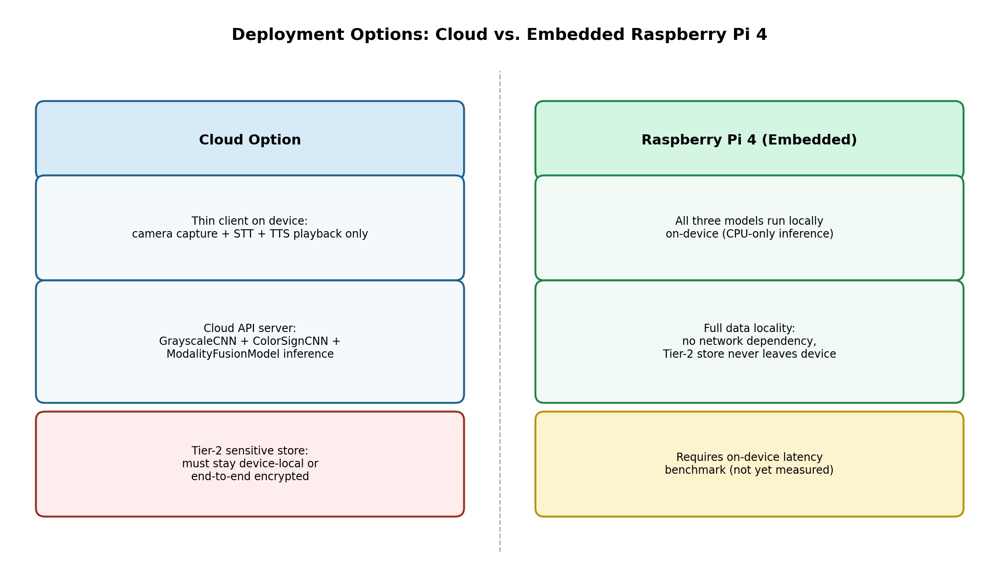 Deployment Options: Cloud vs. Embedded Raspberry Pi 4
Cloud Option
Thin client on device:
camera capture + STT + TTS playback only
Cloud API server:
GrayscaleCNN + ColorSignCNN +
ModalityFusionModel inference
Tier-2 sensitive store:
must stay device-local or
end-to-end encrypted
Raspberry Pi 4 (Embedded)
All three models run locally
on-device (CPU-only inference)
Full data locality:
no network dependency,
Tier-2 store never leaves device
Requires on-device latency
benchmark (not yet measured)